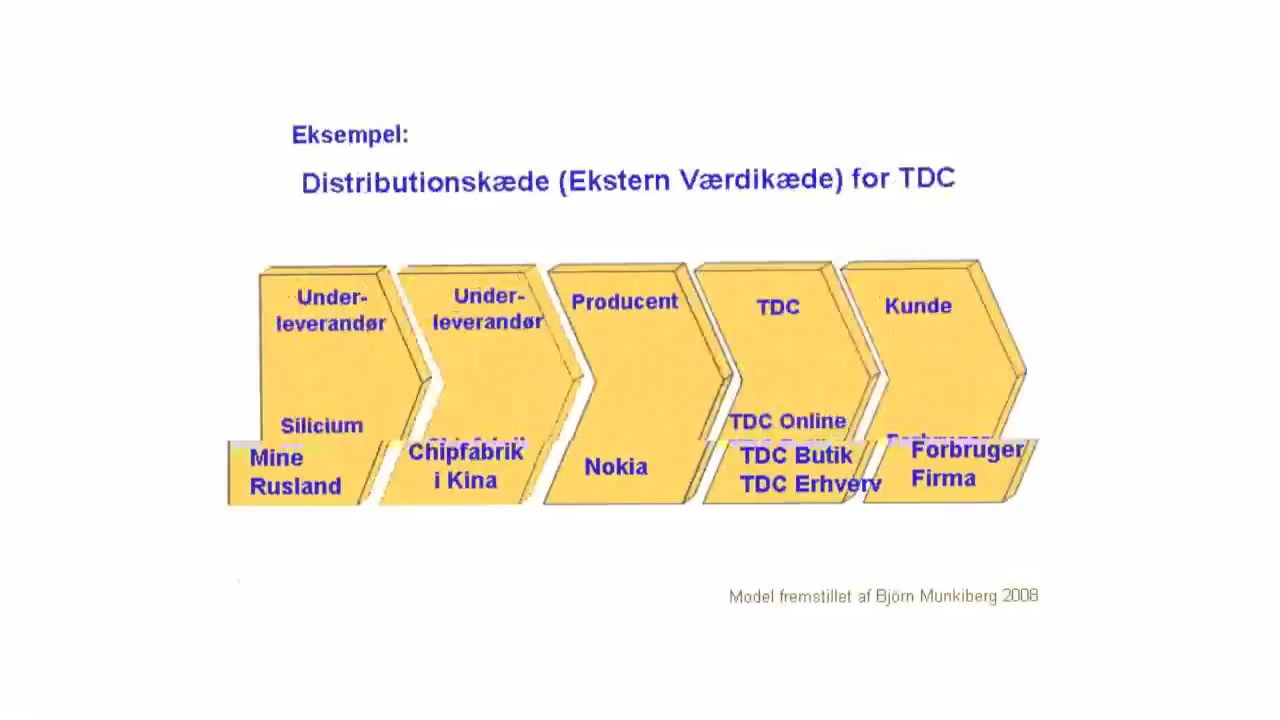 Eksempel:
Distributionskæde (Ekstern Værdikæde) for TDC
Under-
leverandør
Silicium
Mine
Rusland
Under-
leverandør
Chipfabrik
i Kina
Producent
Nokia
TDC
TDC Online
TDC Butik
TDC Erhverv
Kunde
Forbruger
Firma
Model fremstillet af Björn Munkiberg 2008